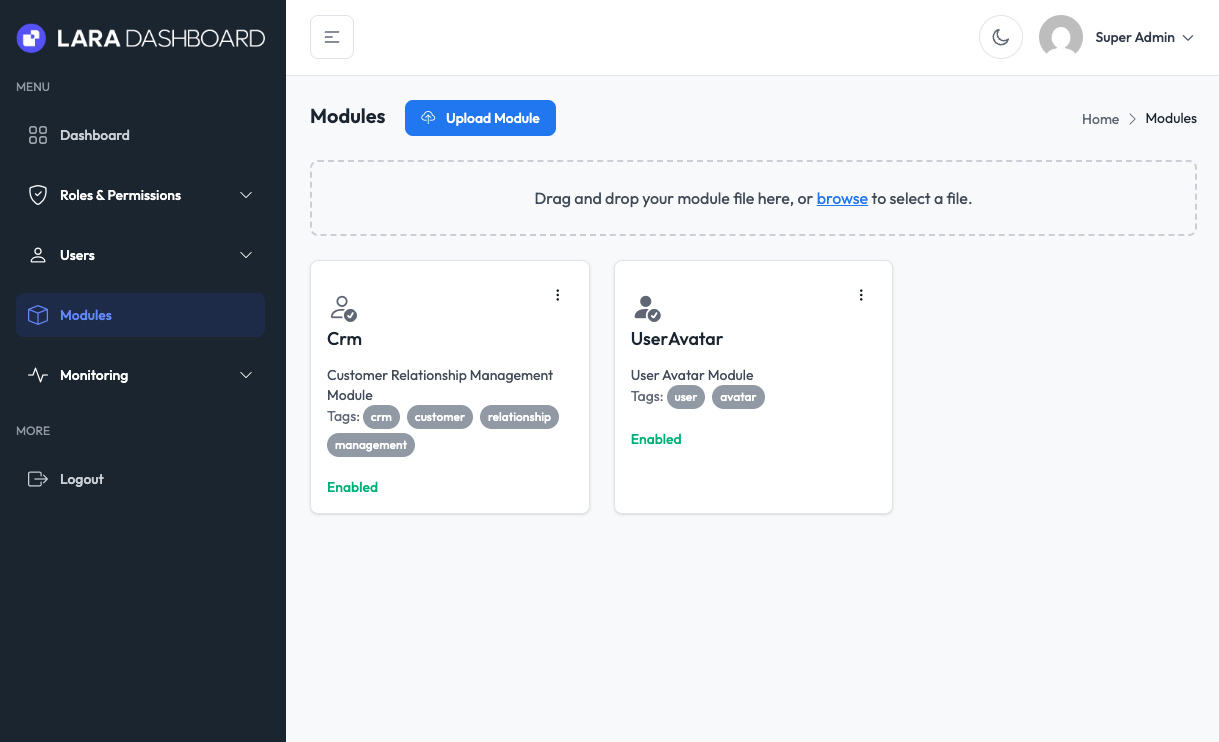 LARA DASHBOARD
MENU
Dashboard
Roles & Permissions
Users
Modules
Monitoring
MORE
Logout
Super Admin
Modules
Upload Module
Home > Modules
Drag and drop your module file here, or browse to select a file.
Crm
Customer Relationship Management
Module
Tags: crm customer relationship
management
Enabled
UserAvatar
User Avatar Module
Tags: user avatar
Enabled